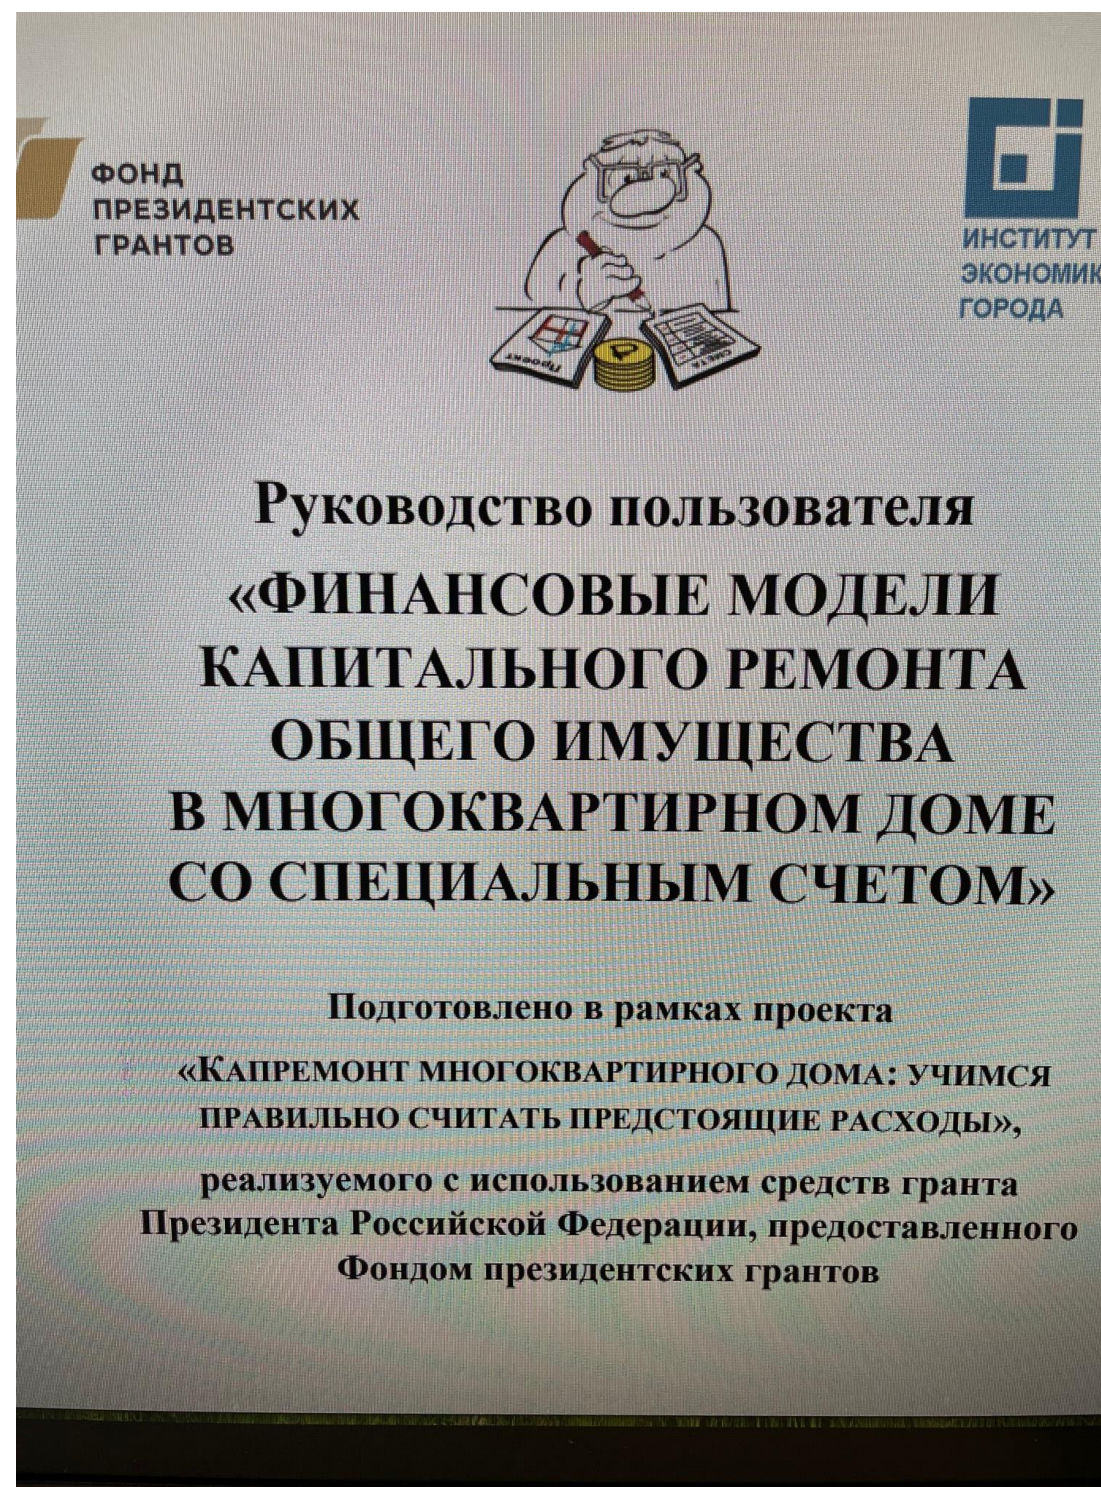 ФОНД
ПРЕЗИДЕНТСКИХ
ГРАНТОВ
ИНСТИТУТ
ЭКОНОМИК
ГОРОДА
Проект
СМЕТА
Руководство пользователя
«ФИНАНСОВЫЕ МОДЕЛИ
КАПИТАЛЬНОГО РЕМОНТА
ОБЩЕГО ИМУЩЕСТВА
В МНОГОКВАРТИРНОМ ДОМЕ
СО СПЕЦИАЛЬНЫМ СЧЕТОМ»
Подготовлено в рамках проекта
«КАПРЕМОНТ МНОГОКВАРТИРНОГО ДОМА: УЧИМСЯ
ПРАВИЛЬНО СЧИТАТЬ ПРЕДСТОЯЩИЕ РАСХОДЫ»,
реализуемого с использованием средств гранта
Президента Российской Федерации, предоставленного
Фондом президентских грантов